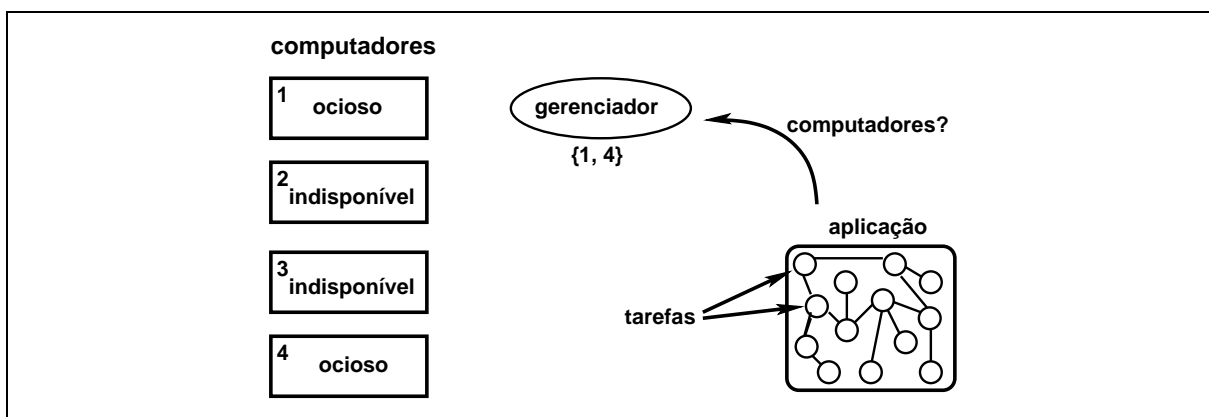 computadores
1
ocioso
2
indisponível
3
indisponível
4
ocioso
gerenciador
{1, 4}
computadores?
aplicação
tarefas